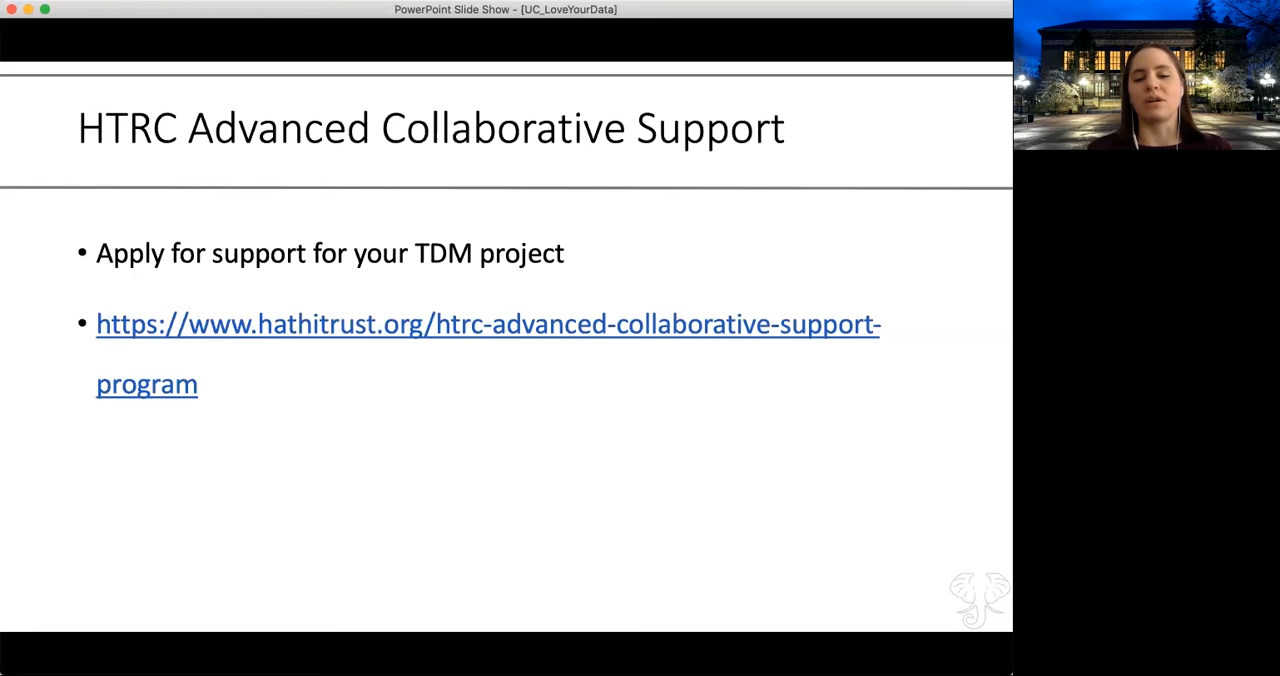 PowerPoint Slide Show - [UC_LoveYourData]
HTRC Advanced Collaborative Support
• Apply for support for your TDM project
• https://www.hathitrust.org/htrc-advanced-collaborative-support-
program